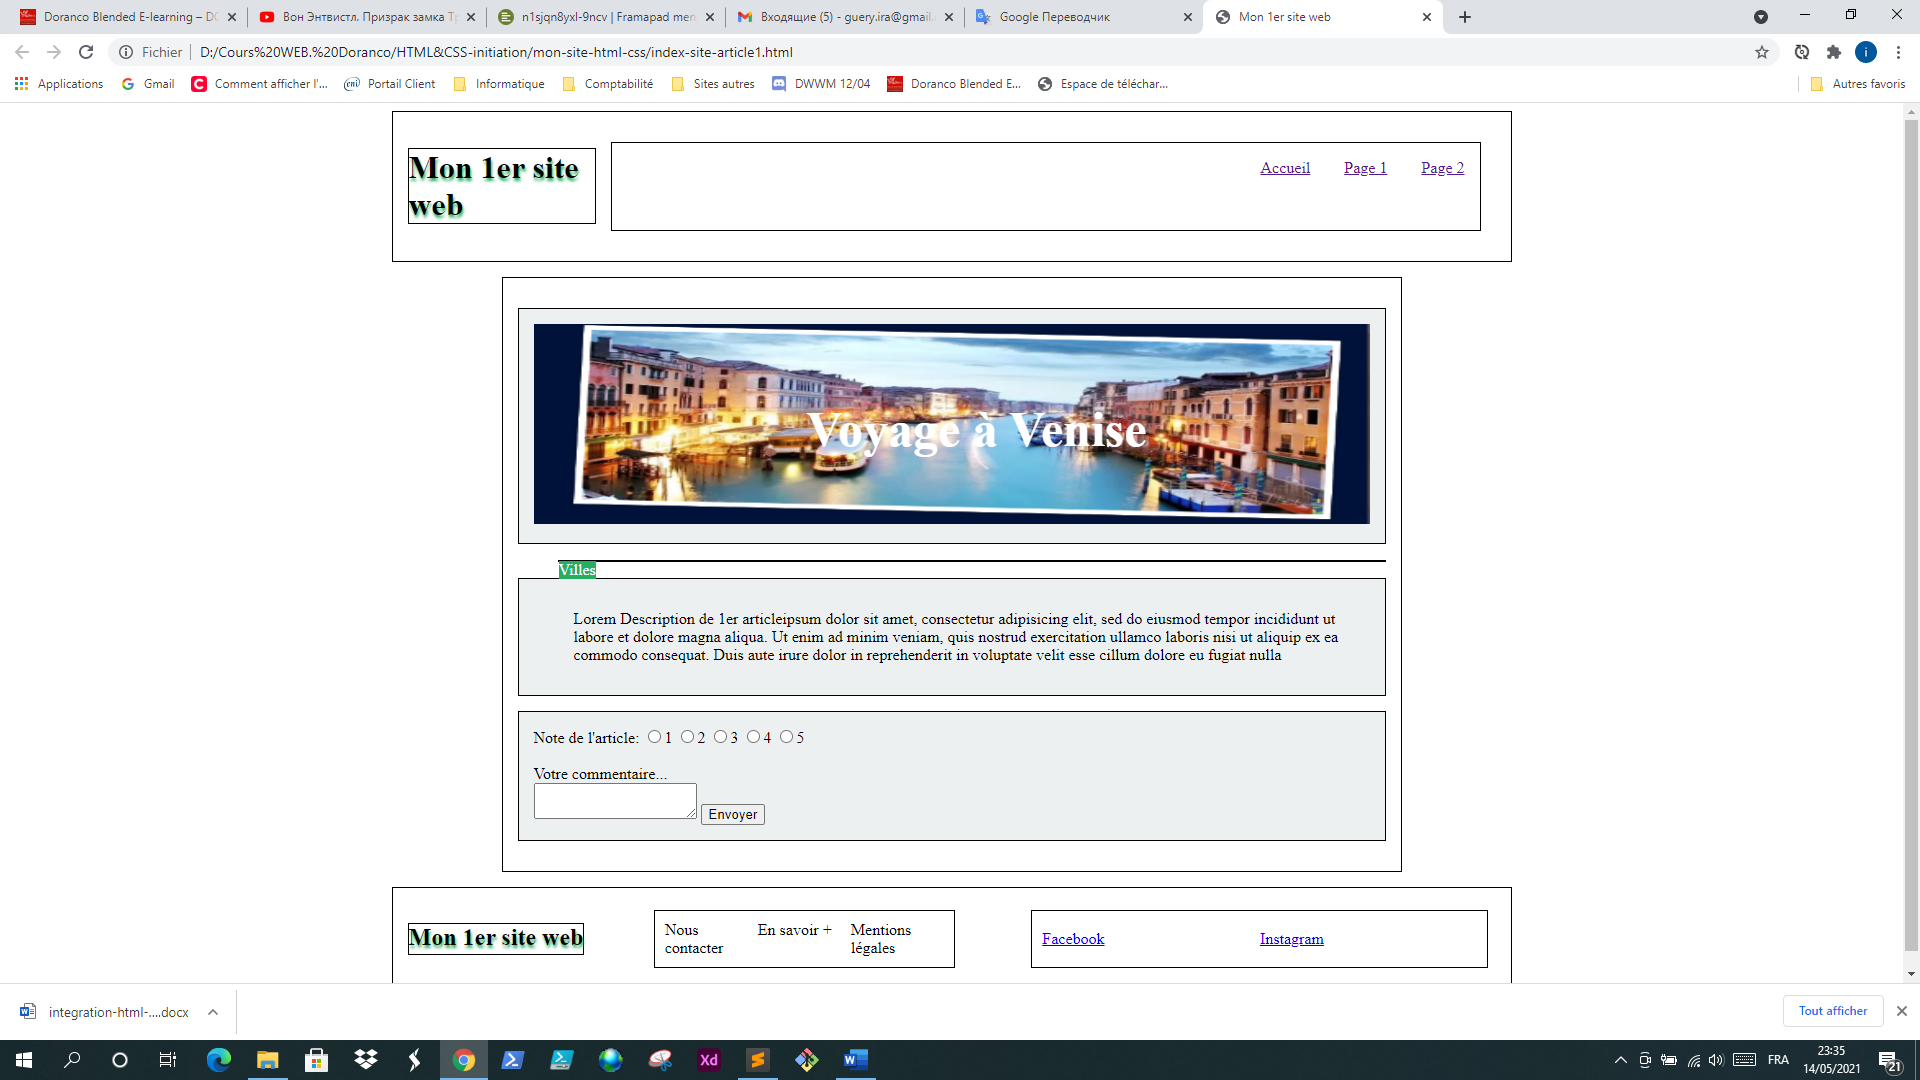 Doranco Blended E-learning – DO
Вон Энтвистл. Призрак замка Т
n1sjqn8yxl-9ncv | Framapad men
Входящие (5) - guery.ira@gmail.
Google Переводчик
Mon 1er site web
Fichier
D:/Cours%20WEB.%20Doranco/HTML&CSS-initiation/mon-site-html-css/index-site-article1.html
i
Applications
Gmail
Comment afficher l'...
Portail Client
Informatique
Comptabilité
Sites autres
DWWM 12/04
Doranco Blended E...
Espace de téléchar...
Autres favoris
Mon 1er site
web
Accueil
Page 1
Page 2
Voyage à Venise
Villes
Lorem Description de 1er articleipsum dolor sit amet, consectetur adipisicing elit, sed do eiusmod tempor incididunt ut
labore et dolore magna aliqua. Ut enim ad minim veniam, quis nostrud exercitation ullamco laboris nisi ut aliquip ex ea
commodo consequat. Duis aute irure dolor in reprehenderit in voluptate velit esse cillum dolore eu fugiat nulla
Note de l'article: 1 2 3 4 5
Votre commentaire...
Envoyer
Mon 1er site web
Nous
contacter
En savoir +
Mentions
légales
Facebook
Instagram
integration-html-....docx
Tout afficher
Xd
FRA
23:35
14/05/2021
21